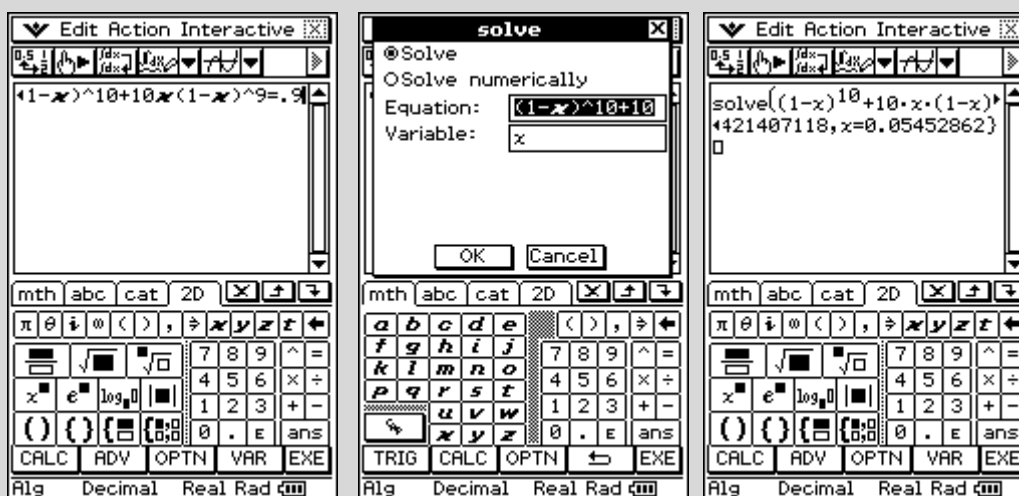 Edit Action Interactive
◂1-x)^10+10x(1-x)^9=.9
mth abc cat 2D
π θ i ∞ ( ) , ⇒ x y z t ←
7 8 9 ^ =
4 5 6 × ÷
1 2 3 + -
0 . E ans
CALC ADV OPTN VAR EXE
Alg Decimal Real Rad
solve
Solve
Solve numerically
Equation: (1-x)^10+10
Variable: x
OK Cancel
mth abc cat 2D
a b c d e ( ) , ⇒ ←
f g h i j 7 8 9 ^ =
k l m n o 4 5 6 × ÷
p q r s t 1 2 3 + -
u v w
x y z 0 . E ans
TRIG CALC OPTN EXE
Alg Decimal Real Rad
Edit Action Interactive
solve((1-x)^10+10·x·(1-x)▸
◂421407118,x=0.05452862}
mth abc cat 2D
π θ i ∞ ( ) , ⇒ x y z t ←
7 8 9 ^ =
4 5 6 × ÷
1 2 3 + -
0 . E ans
CALC ADV OPTN VAR EXE
Alg Decimal Real Rad